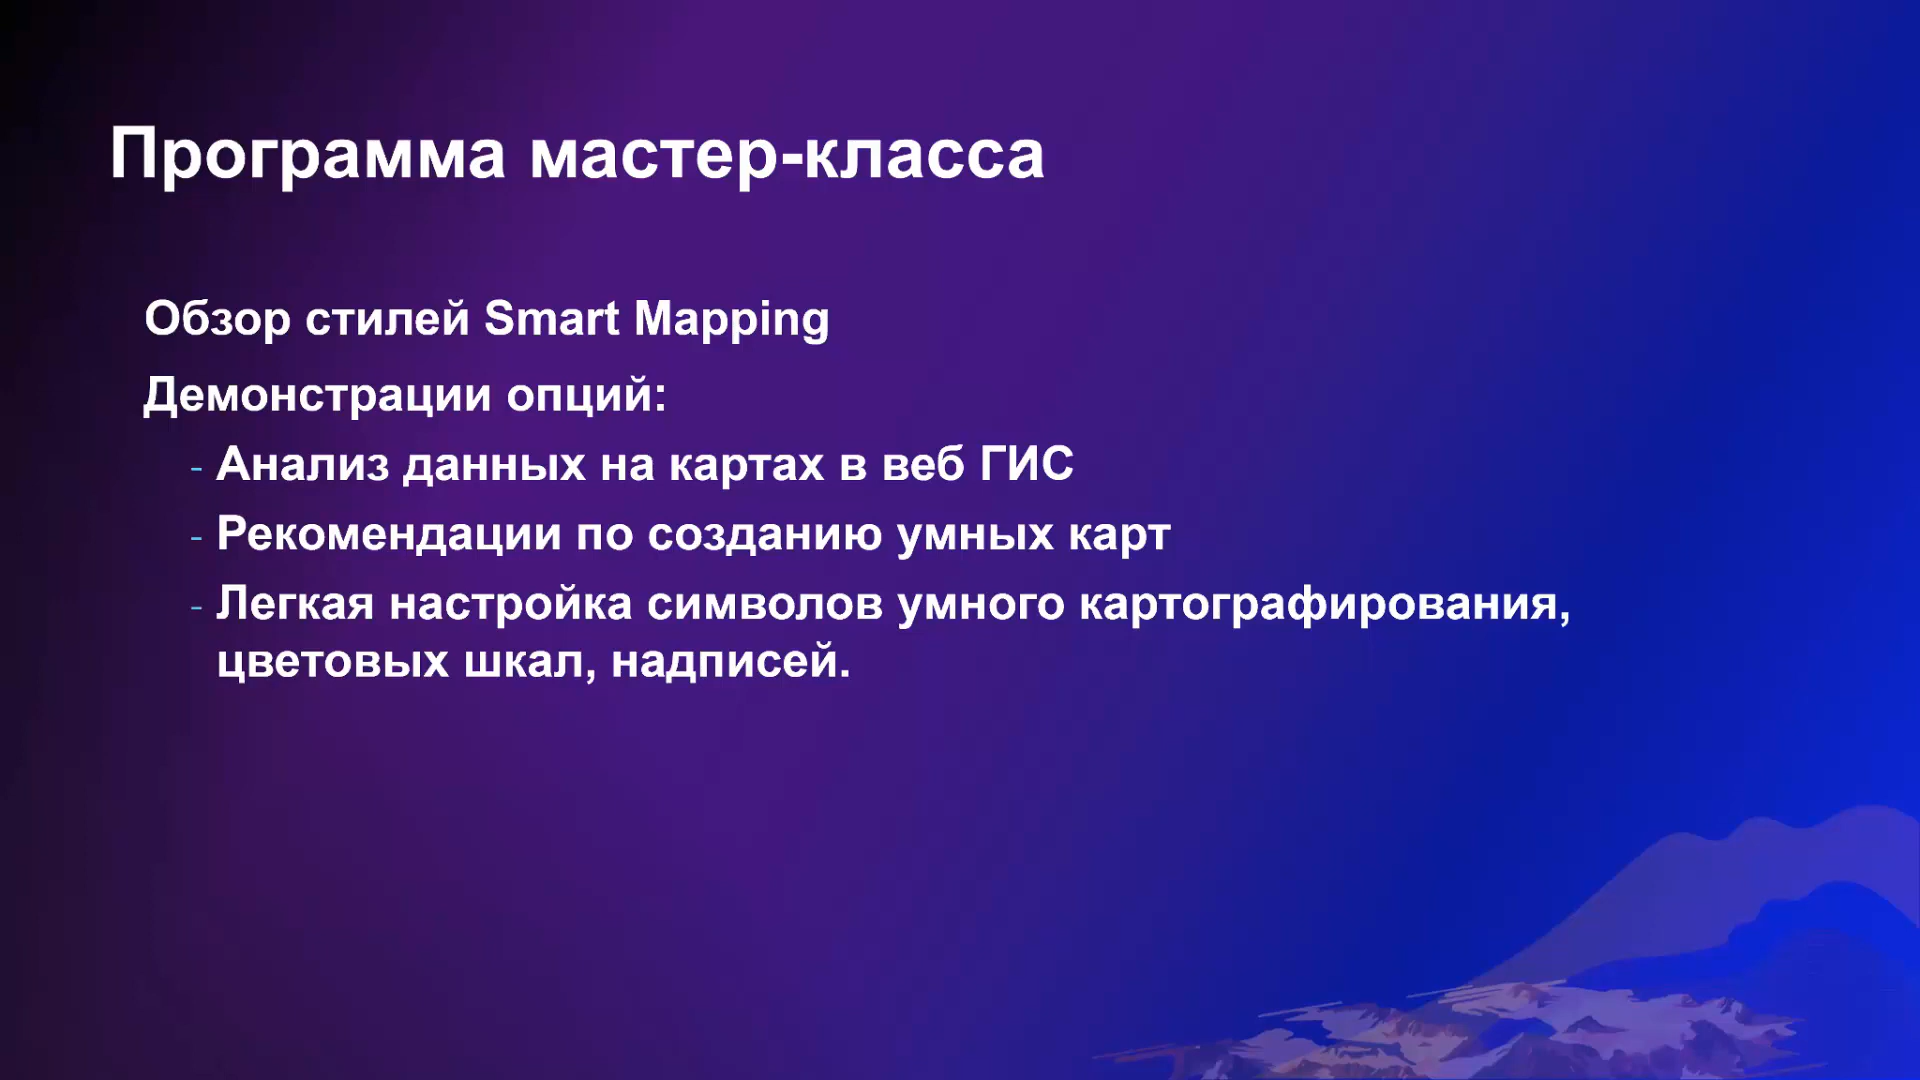 Программа мастер-класса
Обзор стилей Smart Mapping
Демонстрации опций:
- Анализ данных на картах в веб ГИС
- Рекомендации по созданию умных карт
- Легкая настройка символов умного картографирования,
цветовых шкал, надписей.